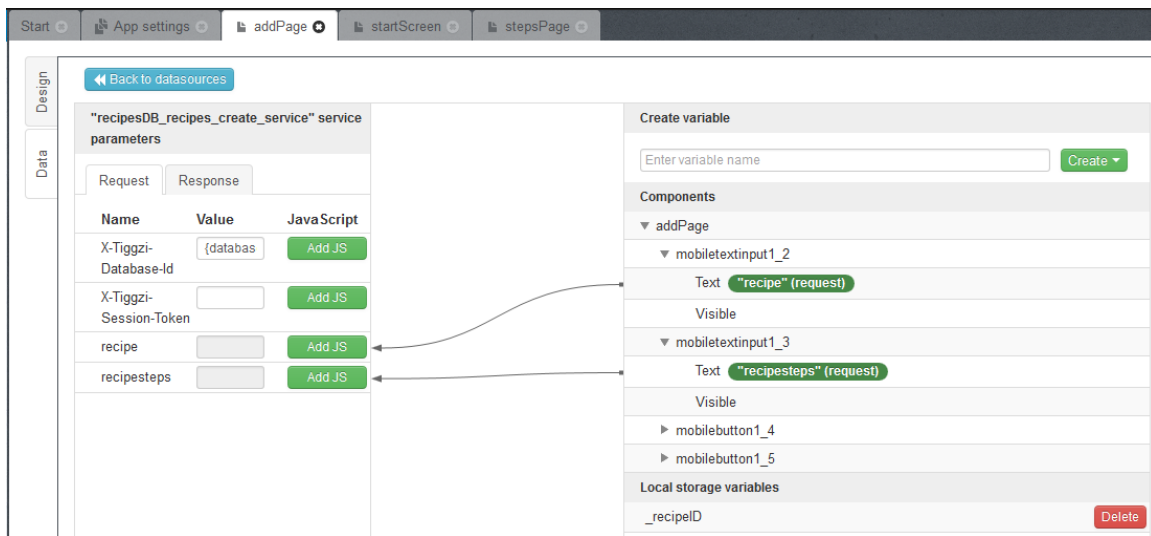 Start
App settings
addPage
startScreen
stepsPage
Design
Data
Back to datasources
"recipesDB_recipes_create_service" service
parameters
Request Response
Name Value JavaScript
X-Tiggzi-
Database-Id
{databas
Add JS
X-Tiggzi-
Session-Token
Add JS
recipe
Add JS
recipesteps
Add JS
Create variable
Enter variable name
Create
Components
addPage
mobiletextinput1_2
Text "recipe" (request)
Visible
mobiletextinput1_3
Text "recipesteps" (request)
Visible
mobilebutton1_4
mobilebutton1_5
Local storage variables
_recipeID
Delete